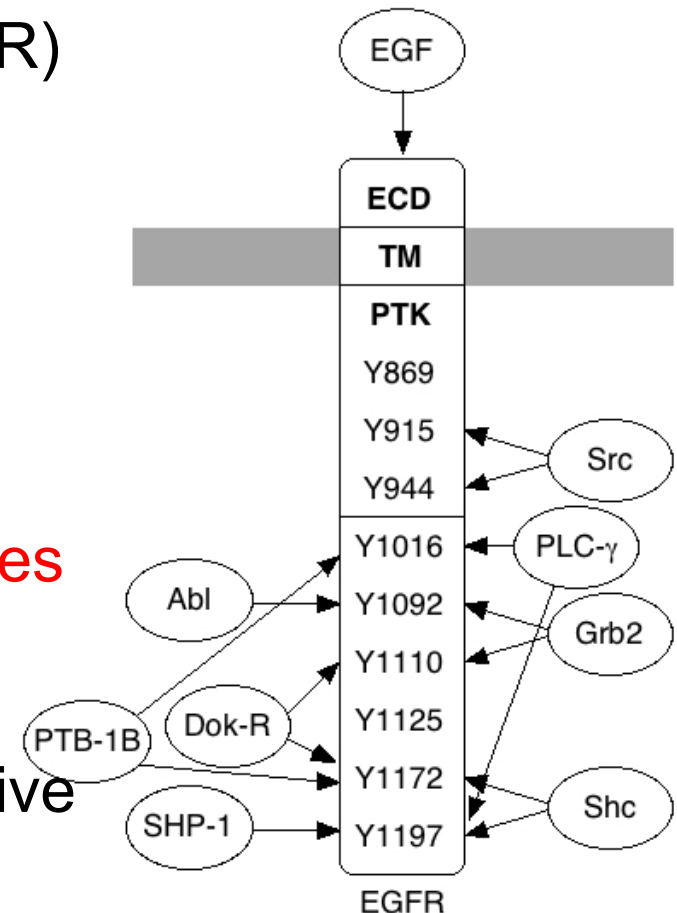 R)
EGF
ECD
TM
PTK
Y869
Y915
Src
Y944
es
Y1016
PLC-γ
Abl
Y1092
Grb2
Y1110
PTB-1B
Dok-R
Y1125
ive
Y1172
Shc
SHP-1
Y1197
EGFR